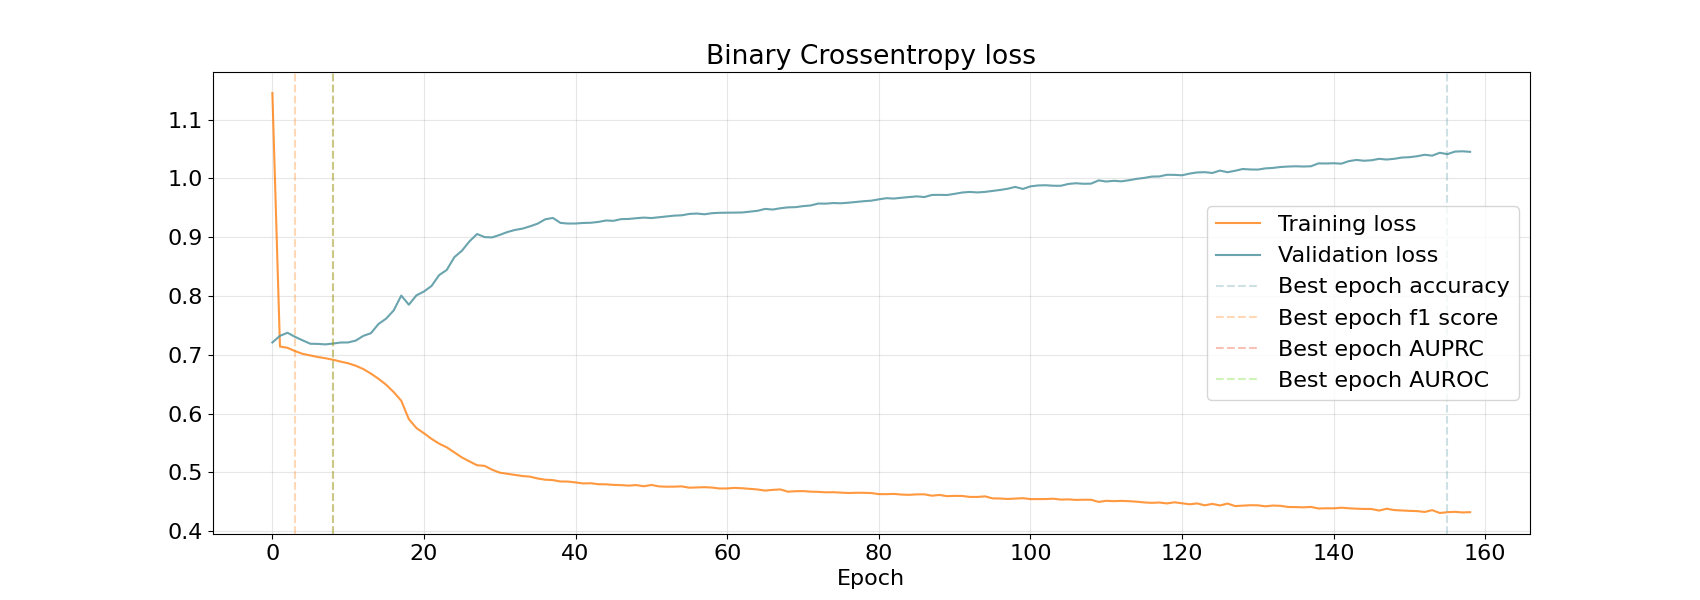 Binary Crossentropy loss
1.1
1.0
0.9
0.8
0.7
0.6
0.5
0.4
Training loss
Validation loss
Best epoch accuracy
Best epoch f1 score
Best epoch AUPRC
Best epoch AUROC
0 20 40 60 80 100 120 140 160
Epoch